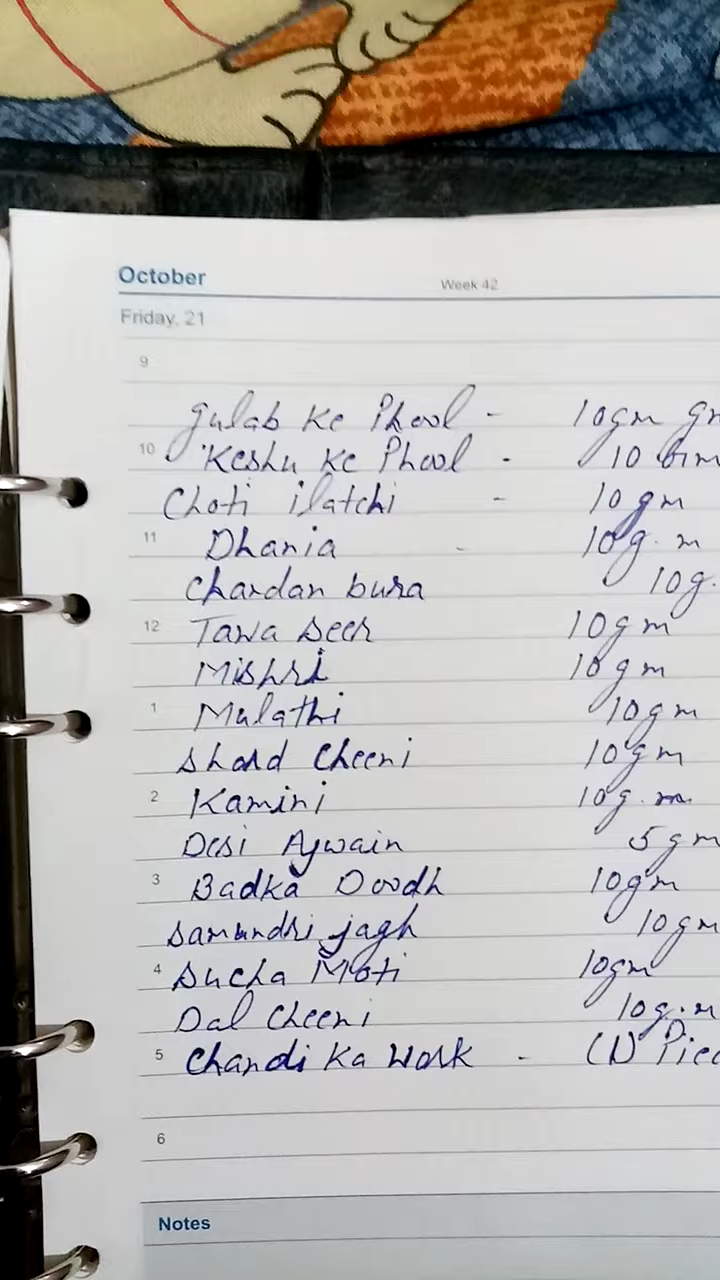 October
Week 42
Friday, 21
9
gulab ke Phool - 10gm
10 Keshu ke Phool - 10
Choti ilatchi - 10gm
11
Dhania - 10g.m
Chandan bura 10g.
12 Tawa seer 10gm
Mishri 10gm
1 Mulathi 10gm
shard Cheeni 10gm
2 Kamini 10g.m.
Desi Ajwain 5gm
3 Badka Doodh 10gm
samundri jagh 10gm
4 Sucha Moti 10gm
Dal Cheeni 10g.m
5 Chandi Ka work - (1)
6
Notes